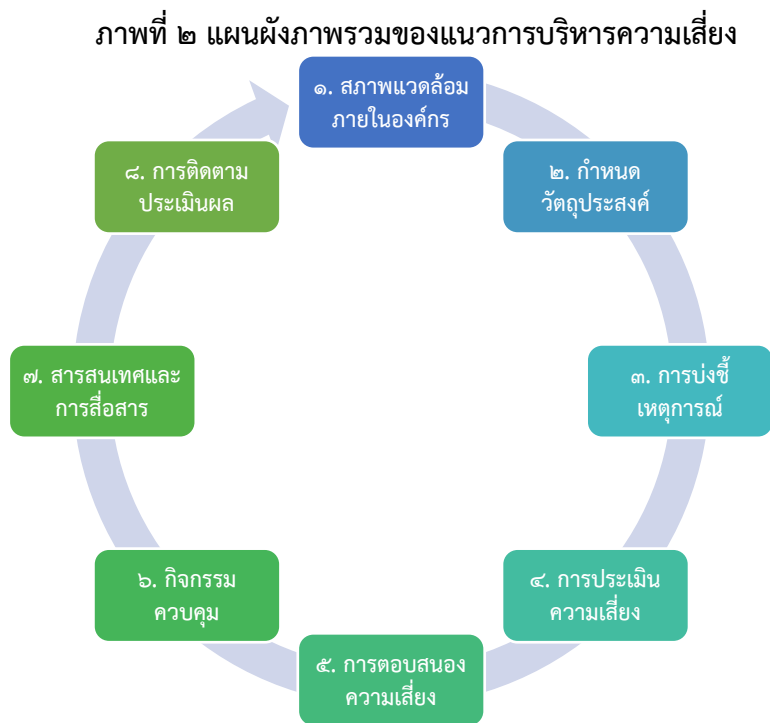 ภาพที่ ๒ แผนผังภาพรวมของแนวการบริหารความเสี่ยง
๑. สภาพแวดล้อม
ภายในองค์กร
๒. กำหนด
วัตถุประสงค์
๓. การบ่งชี้
เหตุการณ์
๔. การประเมิน
ความเสี่ยง
๕. การตอบสนอง
ความเสี่ยง
๖. กิจกรรม
ควบคุม
๗. สารสนเทศและ
การสื่อสาร
๘. การติดตาม
ประเมินผล